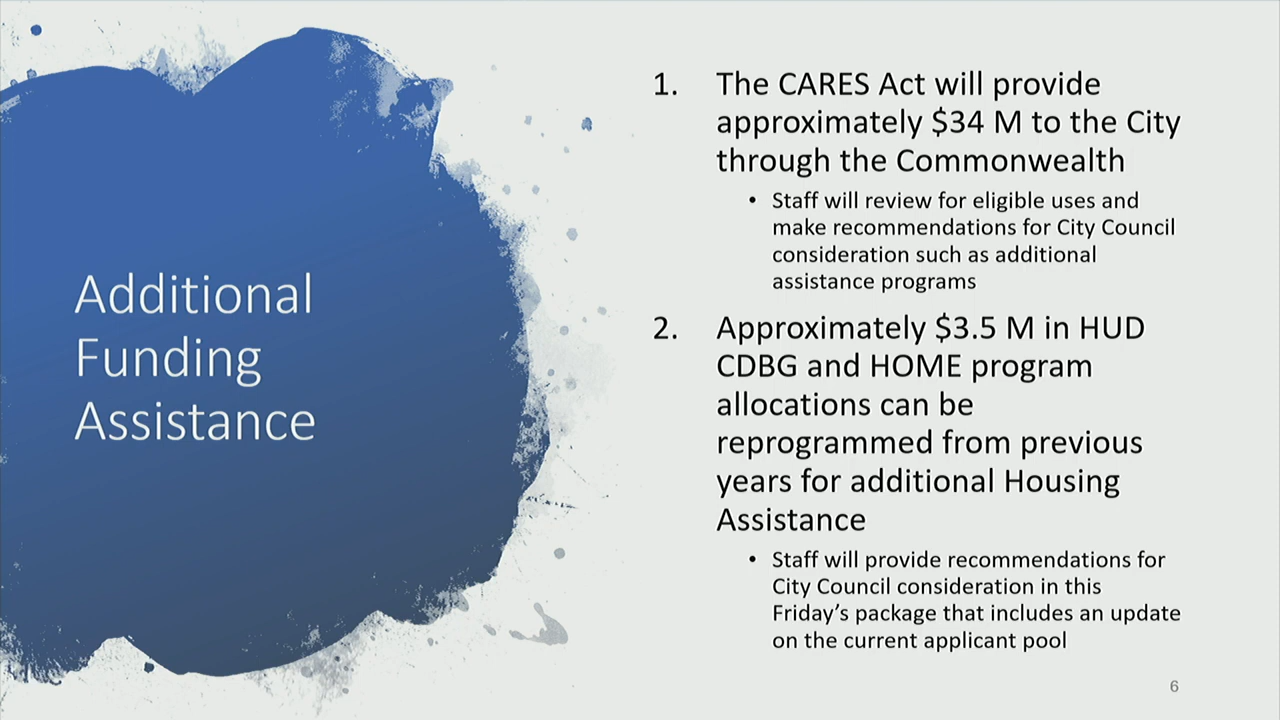 Additional
Funding
Assistance
1. The CARES Act will provide
approximately $34 M to the City
through the Commonwealth
• Staff will review for eligible uses and
make recommendations for City Council
consideration such as additional
assistance programs
2. Approximately $3.5 M in HUD
CDBG and HOME program
allocations can be
reprogrammed from previous
years for additional Housing
Assistance
• Staff will provide recommendations for
City Council consideration in this
Friday’s package that includes an update
on the current applicant pool
6